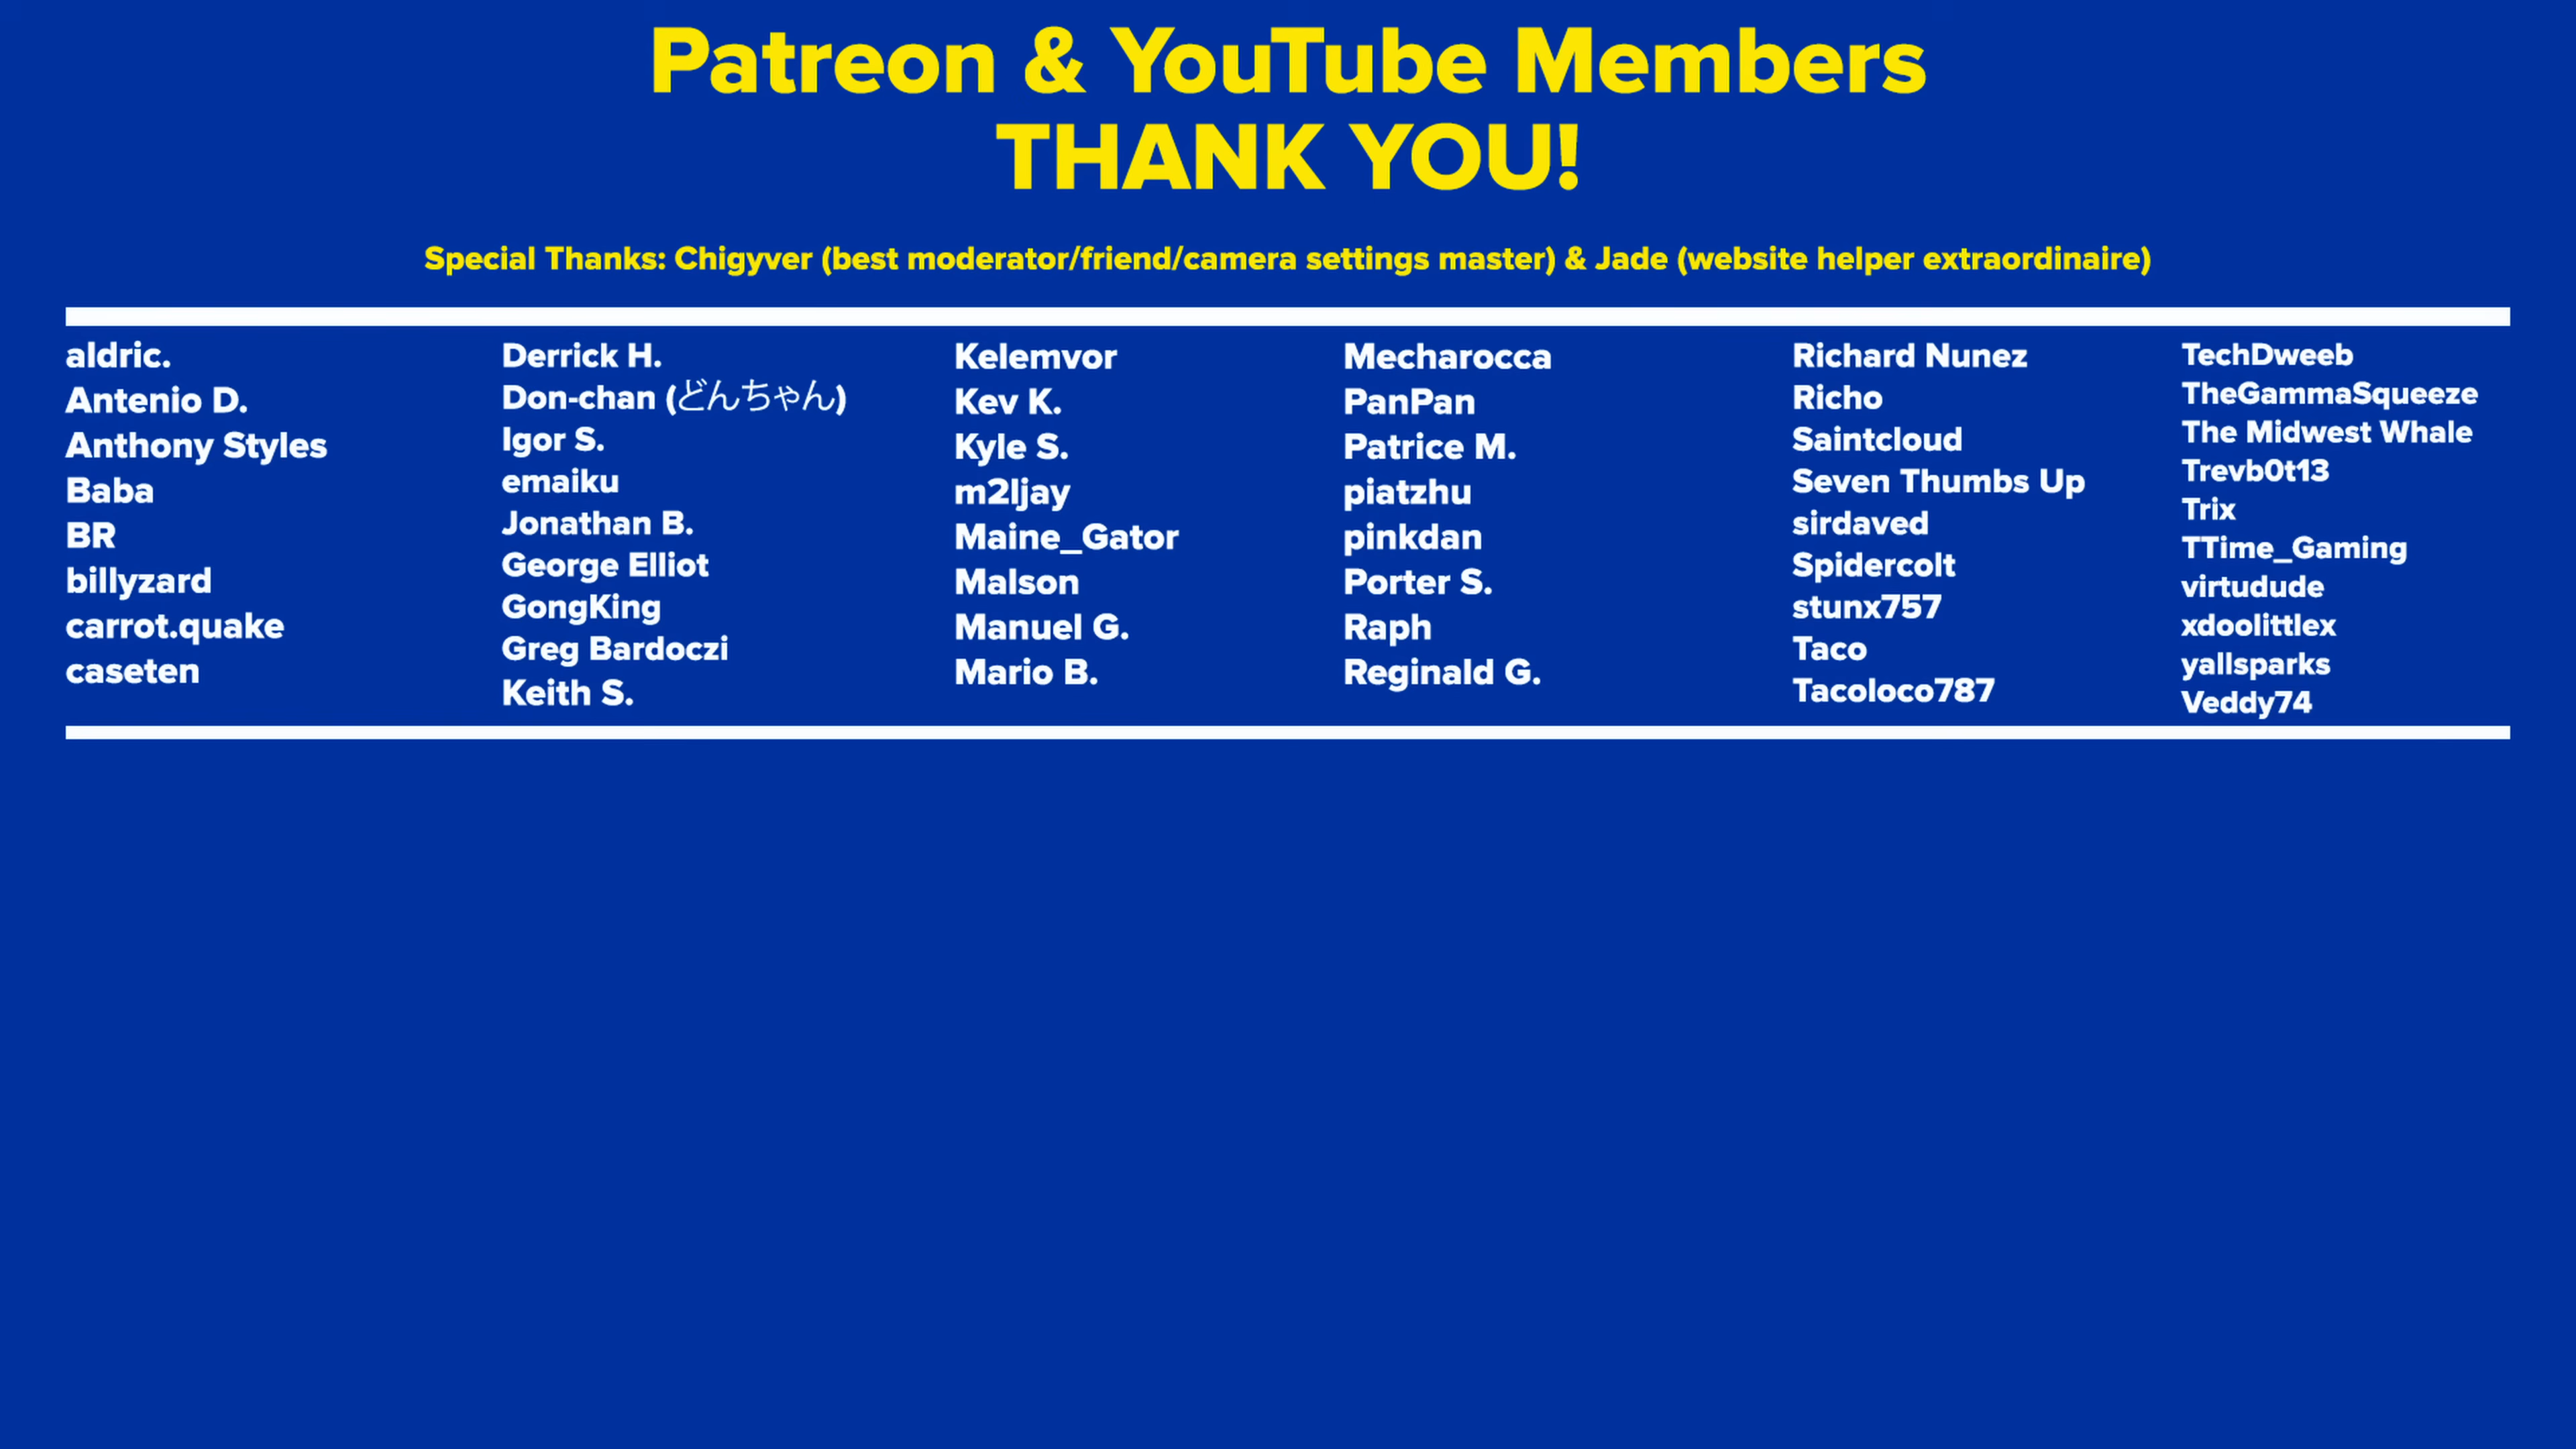 Patreon & YouTube Members
THANK YOU!
Special Thanks: Chigyver (best moderator/friend/camera settings master) & Jade (website helper extraordinaire)
aldric.
Antenio D.
Anthony Styles
Baba
BR
billyzard
carrot.quake
caseten
Derrick H.
Don-chan (どんちゃん)
Igor S.
emaiku
Jonathan B.
George Elliot
GongKing
Greg Bardoczi
Keith S.
Kelemvor
Kev K.
Kyle S.
m2ljay
Maine_Gator
Malson
Manuel G.
Mario B.
Mecharocca
PanPan
Patrice M.
piatzhu
pinkdan
Porter S.
Raph
Reginald G.
Richard Nunez
Richo
Saintcloud
Seven Thumbs Up
sirdaved
Spidercolt
stunx757
Taco
Tacoloco787
TechDweeb
TheGammaSqueeze
The Midwest Whale
Trevb0t13
Trix
TTime_Gaming
virtudude
xdoolittlex
yallsparks
Veddy74